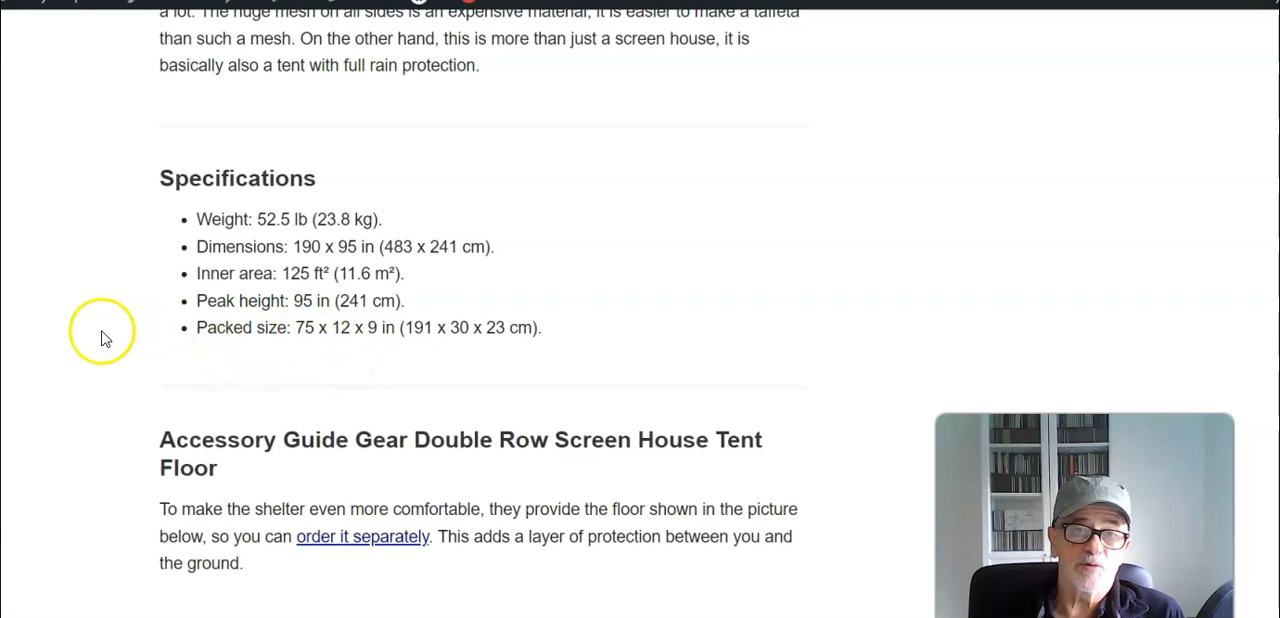 a lot. The huge mesh on all sides is an expensive material, it is easier to make a taffeta
than such a mesh. On the other hand, this is more than just a screen house, it is
basically also a tent with full rain protection.
Specifications
• Weight: 52.5 lb (23.8 kg).
• Dimensions: 190 x 95 in (483 x 241 cm).
• Inner area: 125 ft² (11.6 m²).
• Peak height: 95 in (241 cm).
• Packed size: 75 x 12 x 9 in (191 x 30 x 23 cm).
Accessory Guide Gear Double Row Screen House Tent
Floor
To make the shelter even more comfortable, they provide the floor shown in the picture
below, so you can order it separately. This adds a layer of protection between you and
the ground.